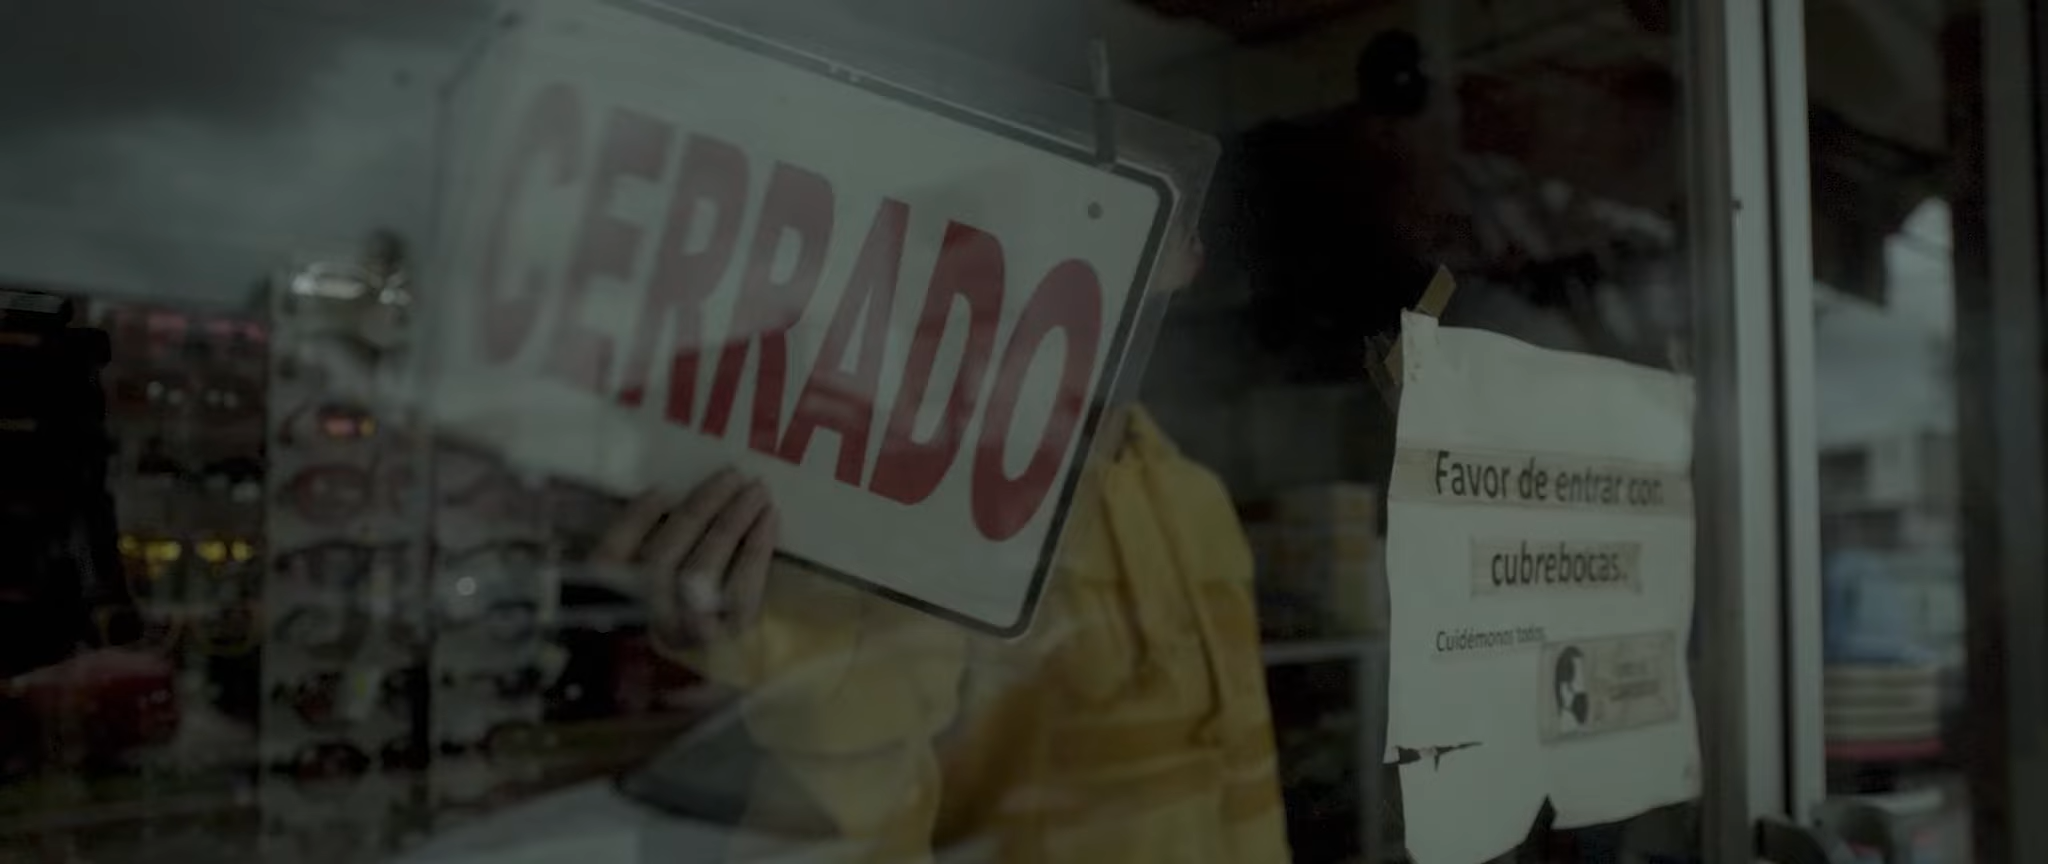 CERRADO
Favor de entrar con
cubrebocas.
Cuidémonos todos.